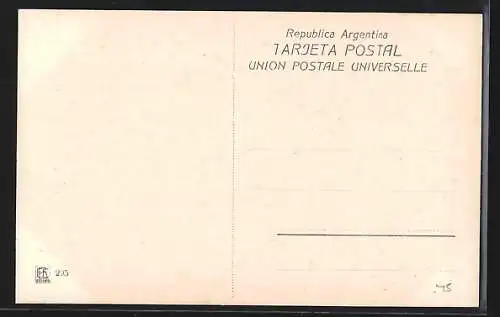 Republica Argentina
TARJETA POSTAL
UNION POSTALE UNIVERSELLE